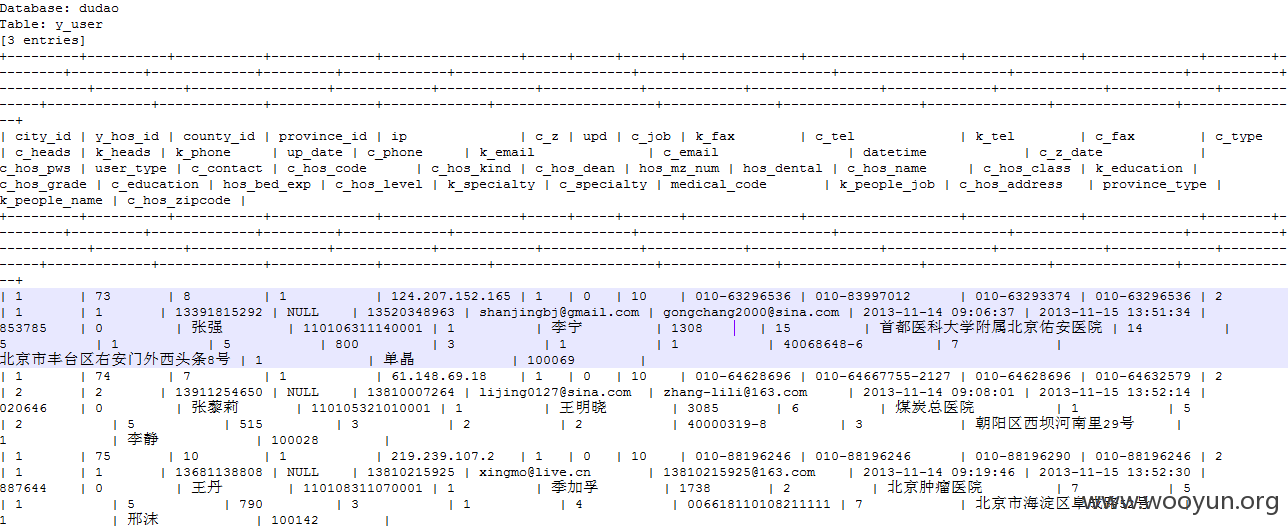 Database: dudao
Table: y_user
[3 entries]
| city_id | y_hos_id | county_id | province_id | ip | c_z | upd | c_job | k_fax | c_tel | k_tel | c_fax | c_type
| c_heads | k_heads | k_phone | up_date | c_phone | k_email | c_email | datetime | c_z_date |
c_hos_pws | user_type | c_contact | c_hos_code | c_hos_kind | c_hos_dean | hos_mz_num | hos_dental | c_hos_name | c_hos_class | k_education |
c_hos_grade | c_education | hos_bed_exp | c_hos_level | k_specialty | c_specialty | medical_code | k_people_job | c_hos_address | province_type |
k_people_name | c_hos_zipcode |
| 1 | 73 | 8 | 1 | 124.207.152.165 | 1 | 0 | 10 | 010-63296536 | 010-83997012 | 010-63293374 | 010-63296536 | 2
| 1 | 1 | 13391815292 | NULL | 13520348963 | shanjingbj@gmail.com | gongchang2000@sina.com | 2013-11-14 09:06:37 | 2013-11-15 13:51:34 |
853785 | 0 | 张强 | 110106311140001 | 1 | 李宁 | 1308 | 15 | 首都医科大学附属北京佑安医院 | 14 |
5 | 1 | 5 | 800 | 3 | 1 | 1 | 40068648-6 | 7 |
北京市丰台区右安门外西头条8号 | 1 | 单晶 | 100069 |
| 1 | 74 | 7 | 1 | 61.148.69.18 | 1 | 0 | 10 | 010-64628696 | 010-64667755-2127 | 010-64628696 | 010-64632579 | 2
| 2 | 2 | 13911254650 | NULL | 13810007264 | lijing0127@sina.com | zhang-lili@163.com | 2013-11-14 09:08:01 | 2013-11-15 13:52:14 |
020646 | 0 | 张藜莉 | 110105321010001 | 1 | 王明晓 | 3085 | 6 | 煤炭总医院 | 1 | 5
| 2 | 5 | 515 | 3 | 2 | 2 | 40000319-8 | 3 | 朝阳区西坝河南里29号 |
1 | 李静 | 100028 |
| 1 | 75 | 10 | 1 | 219.239.107.2 | 1 | 0 | 10 | 010-88196246 | 010-88196246 | 010-88196290 | 010-88196246 | 2
| 1 | 1 | 13681138808 | NULL | 13810215925 | xingmo@live.cn | 13810215925@163.com | 2013-11-14 09:19:46 | 2013-11-15 13:52:30 |
887644 | 0 | 王丹 | 110108311070001 | 1 | 季加孚 | 1738 | 2 | 北京肿瘤医院 | 7 | 5
| 1 | 5 | 790 | 3 | 1 | 4 | 006618110108211111 | 7 | 北京市海淀区阜成路52号 |
1 | 邢沫 | 100142 |
www.wooyun.org